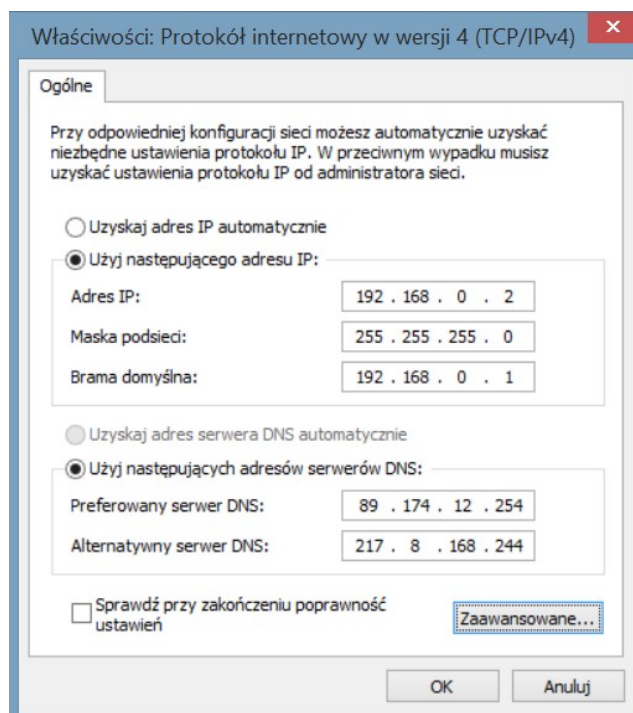 Właściwości: Protokół internetowy w wersji 4 (TCP/IPv4)
Ogólne
Przy odpowiedniej konfiguracji sieci możesz automatycznie uzyskać
niezbędne ustawienia protokołu IP. W przeciwnym wypadku musisz
uzyskać ustawienia protokołu IP od administratora sieci.
Uzyskaj adres IP automatycznie
Użyj następującego adresu IP:
Adres IP: 192 . 168 . 0 . 2
Maska podsieci: 255 . 255 . 255 . 0
Brama domyślna: 192 . 168 . 0 . 1
Uzyskaj adres serwera DNS automatycznie
Użyj następujących adresów serwerów DNS:
Preferowany serwer DNS: 89 . 174 . 12 . 254
Alternatywny serwer DNS: 217 . 8 . 168 . 244
Sprawdź przy zakończeniu poprawność
ustawień
Zaawansowane...
OK Anuluj